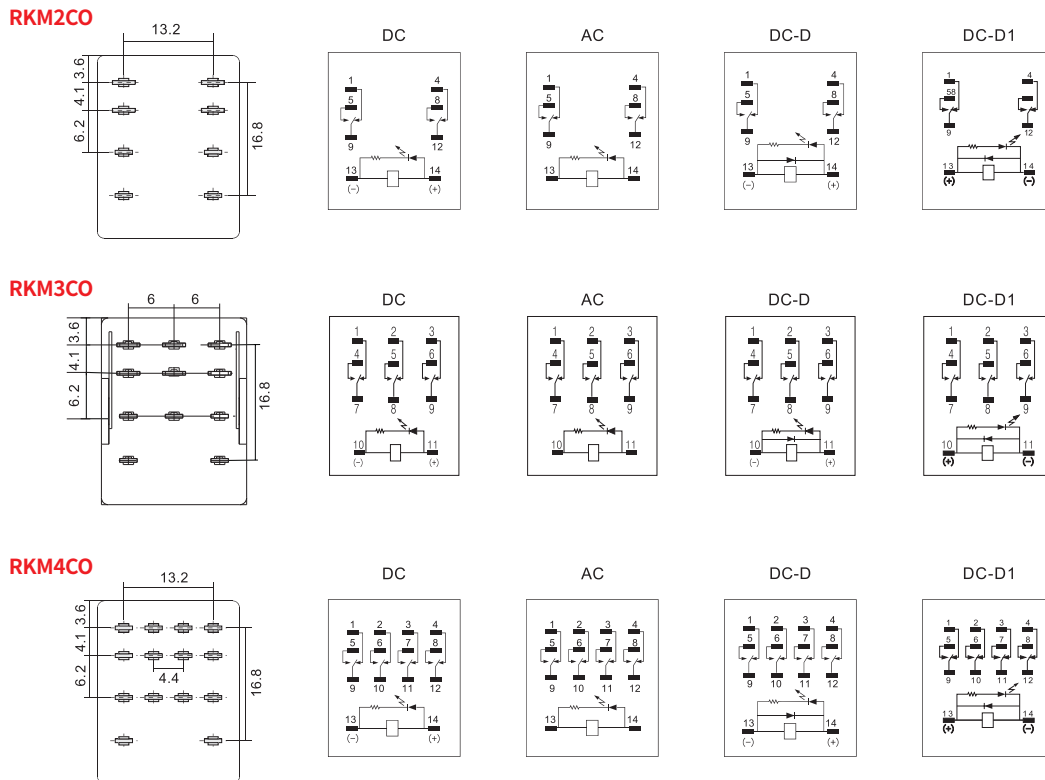 RKM2CO
13.2
3.6
4.1
6.2
16.8
DC AC DC-D DC-D1
1 4 1 4 1 4 1 4
5 8 5 8 5 8 58
9 12 9 12 9 12 9 12
13 14 13 14 13 14 13 14
(−) (+) (−) (+) (+) (−)
RKM3CO
6 6
3.6
4.1
6.2
16.8
DC AC DC-D DC-D1
1 2 3 1 2 3 1 2 3 1 2 3
4 5 6 4 5 6 4 5 6 4 5 6
7 8 9 7 8 9 7 8 9 7 8 9
10 11 10 11 10 11 10 11
(−) (+) (−) (+) (+) (−)
RKM4CO
13.2
3.6
4.1
6.2
4.4
16.8
DC AC DC-D DC-D1
1 2 3 4 1 2 3 4 1 2 3 4 1 2 3 4
5 6 7 8 5 6 7 8 5 6 7 8 5 6 7 8
9 10 11 12 9 10 11 12 9 10 11 12 9 10 11 12
13 14 13 14 13 14 13 14
(−) (+) (−) (+) (+) (−)